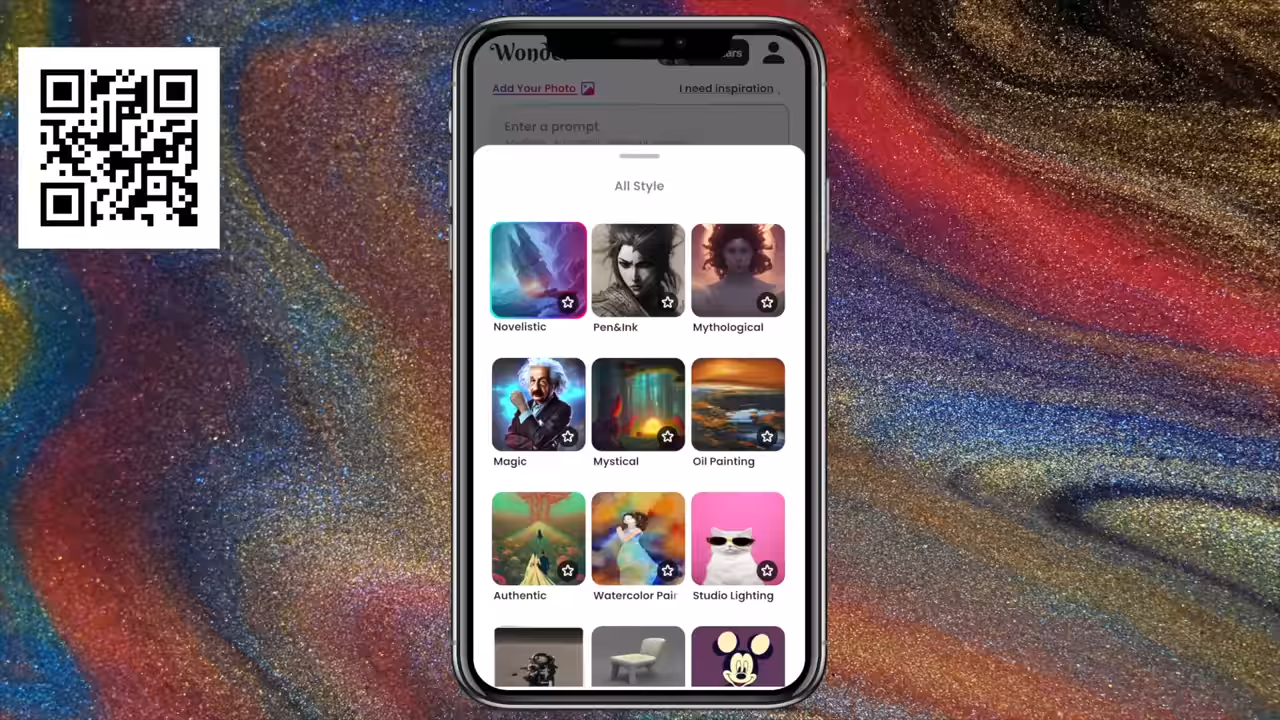 Add Your Photo
I need inspiration
Enter a prompt
All Style
Novelistic
Pen&Ink
Mythological
Magic
Mystical
Oil Painting
Authentic
Watercolor Pain
Studio Lighting